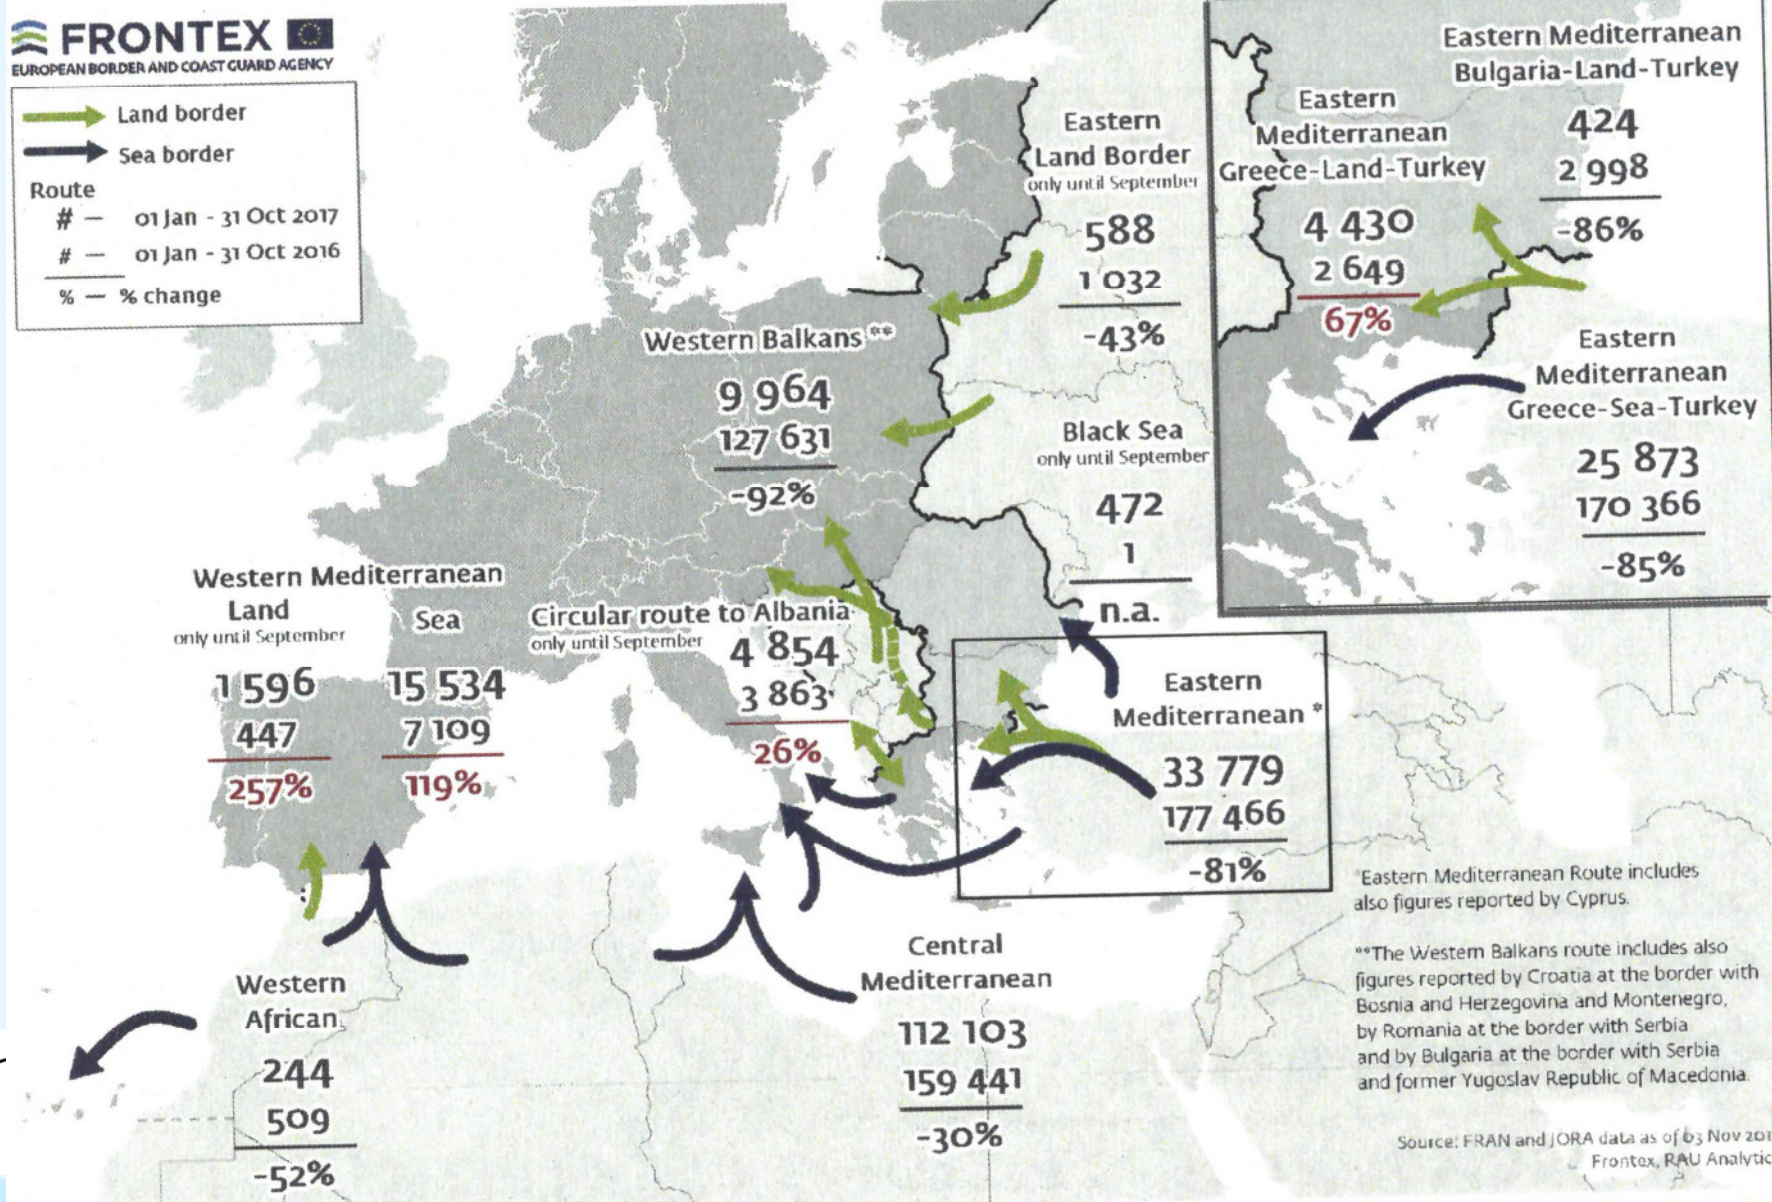 FRONTEX
EUROPEAN BORDER AND COAST GUARD AGENCY
Land border
Sea border
Route
# — 01 Jan - 31 Oct 2017
# — 01 Jan - 31 Oct 2016
% — % change
Eastern
Land Border
only until September
588
1 032
-43%
Eastern Mediterranean
Bulgaria-Land-Turkey
424
2 998
-86%
Eastern
Mediterranean
Greece-Land-Turkey
4 430
2 649
67%
Eastern
Mediterranean
Greece-Sea-Turkey
25 873
170 366
-85%
Western Balkans **
9 964
127 631
-92%
Black Sea
only until September
472
1
n.a.
Western Mediterranean
Land
only until September
1 596
447
257%
Sea
15 534
7 109
119%
Circular route to Albania
only until September
4 854
3 863
26%
Eastern
Mediterranean *
33 779
177 466
-81%
Central
Mediterranean
112 103
159 441
-30%
Western
African
244
509
-52%
*Eastern Mediterranean Route includes
also figures reported by Cyprus.
**The Western Balkans route includes also
figures reported by Croatia at the border with
Bosnia and Herzegovina and Montenegro,
by Romania at the border with Serbia
and by Bulgaria at the border with Serbia
and former Yugoslav Republic of Macedonia.
Source: FRAN and JORA data as of 03 Nov 201
Frontex, RAU Analytic